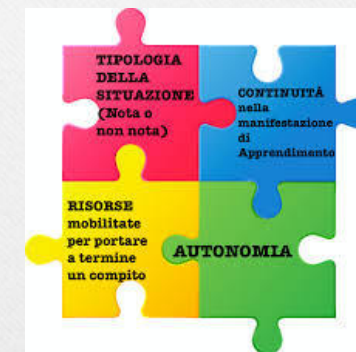 TIPOLOGIA
DELLA
SITUAZIONE
(Nota o
non nota)
CONTINUITÀ
nella
manifestazione
di
Apprendimento
RISORSE
mobilitate
per portare
a termine
un compito
AUTONOMIA